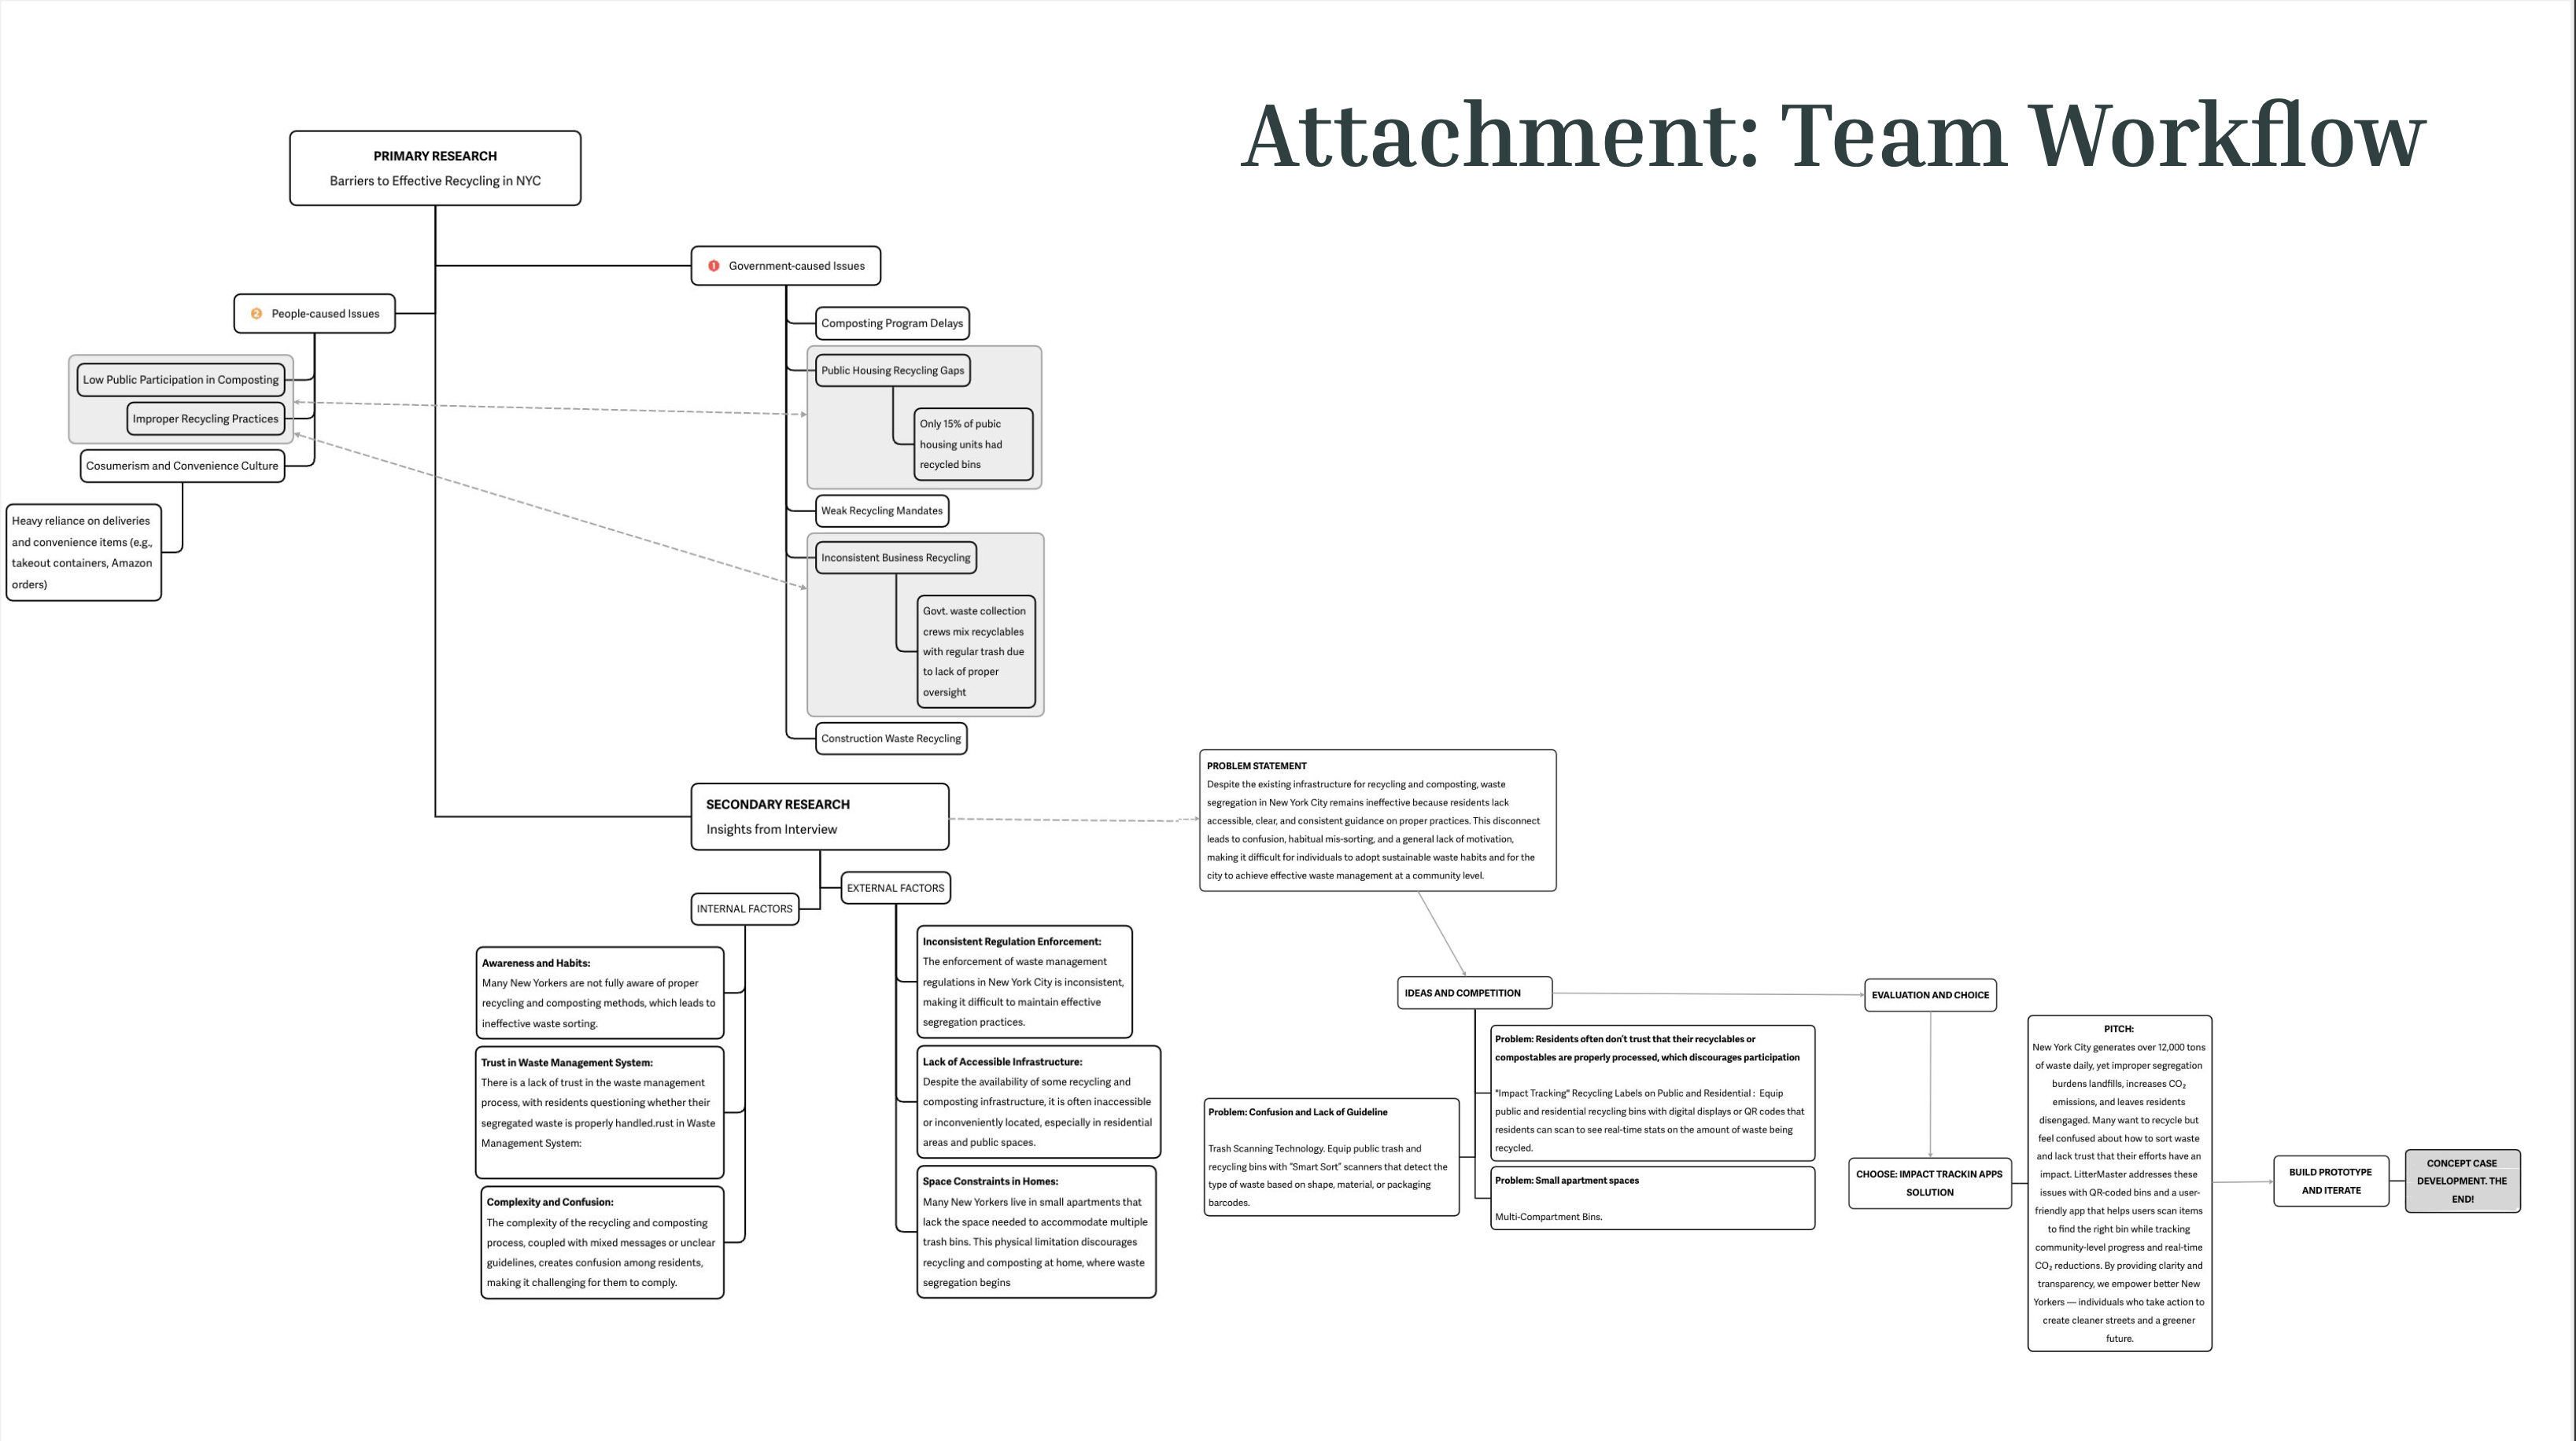 Attachment: Team Workflow
PRIMARY RESEARCH
Barriers to Effective Recycling in NYC
1 Government-caused Issues
2 People-caused Issues
Low Public Participation in Composting
Improper Recycling Practices
Cosumerism and Convenience Culture
Heavy reliance on deliveries
and convenience items (e.g.,
takeout containers, Amazon
orders)
Composting Program Delays
Public Housing Recycling Gaps
Only 15% of pubic
housing units had
recycled bins
Weak Recycling Mandates
Inconsistent Business Recycling
Govt. waste collection
crews mix recyclables
with regular trash due
to lack of proper
oversight
Construction Waste Recycling
SECONDARY RESEARCH
Insights from Interview
INTERNAL FACTORS
EXTERNAL FACTORS
Awareness and Habits:
Many New Yorkers are not fully aware of proper
recycling and composting methods, which leads to
ineffective waste sorting.
Trust in Waste Management System:
There is a lack of trust in the waste management
process, with residents questioning whether their
segregated waste is properly handled.rust in Waste
Management System:
Complexity and Confusion:
The complexity of the recycling and composting
process, coupled with mixed messages or unclear
guidelines, creates confusion among residents,
making it challenging for them to comply.
Inconsistent Regulation Enforcement:
The enforcement of waste management
regulations in New York City is inconsistent,
making it difficult to maintain effective
segregation practices.
Lack of Accessible Infrastructure:
Despite the availability of some recycling and
composting infrastructure, it is often inaccessible
or inconveniently located, especially in residential
areas and public spaces.
Space Constraints in Homes:
Many New Yorkers live in small apartments that
lack the space needed to accommodate multiple
trash bins. This physical limitation discourages
recycling and composting at home, where waste
segregation begins
PROBLEM STATEMENT
Despite the existing infrastructure for recycling and composting, waste
segregation in New York City remains ineffective because residents lack
accessible, clear, and consistent guidance on proper practices. This disconnect
leads to confusion, habitual mis-sorting, and a general lack of motivation,
making it difficult for individuals to adopt sustainable waste habits and for the
city to achieve effective waste management at a community level.
IDEAS AND COMPETITION
Problem: Confusion and Lack of Guideline
Trash Scanning Technology. Equip public trash and
recycling bins with "Smart Sort" scanners that detect the
type of waste based on shape, material, or packaging
barcodes.
Problem: Residents often don't trust that their recyclables or
compostables are properly processed, which discourages participation
"Impact Tracking" Recycling Labels on Public and Residential : Equip
public and residential recycling bins with digital displays or QR codes that
residents can scan to see real-time stats on the amount of waste being
recycled.
Problem: Small apartment spaces
Multi-Compartment Bins.
EVALUATION AND CHOICE
CHOOSE: IMPACT TRACKIN APPS
SOLUTION
PITCH:
New York City generates over 12,000 tons
of waste daily, yet improper segregation
burdens landfills, increases CO₂
emissions, and leaves residents
disengaged. Many want to recycle but
feel confused about how to sort waste
and lack trust that their efforts have an
impact. LitterMaster addresses these
issues with QR-coded bins and a user-
friendly app that helps users scan items
to find the right bin while tracking
community-level progress and real-time
CO₂ reductions. By providing clarity and
transparency, we empower better New
Yorkers — individuals who take action to
create cleaner streets and a greener
future.
BUILD PROTOTYPE
AND ITERATE
CONCEPT CASE
DEVELOPMENT. THE
END!